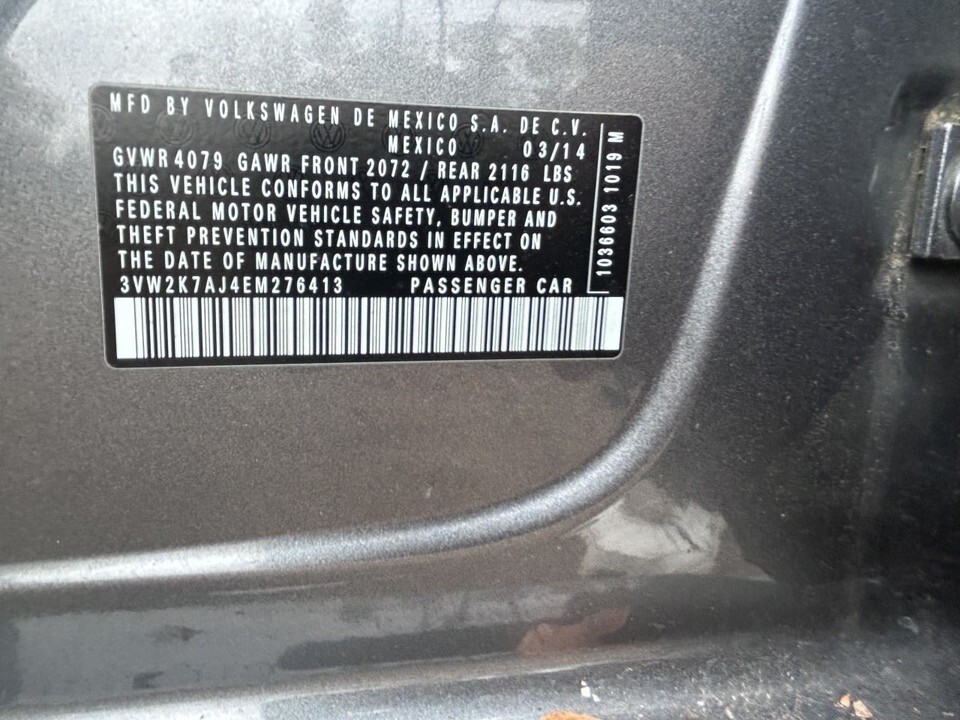 MFD BY VOLKSWAGEN DE MEXICO S.A. DE C.V.
MEXICO 03/14
GVWR 4079 GAWR FRONT 2072 / REAR 2116 LBS
THIS VEHICLE CONFORMS TO ALL APPLICABLE U.S.
FEDERAL MOTOR VEHICLE SAFETY, BUMPER AND
THEFT PREVENTION STANDARDS IN EFFECT ON
THE DATE OF MANUFACTURE SHOWN ABOVE.
3VW2K7AJ4EM276413 PASSENGER CAR
1036603 1019 M